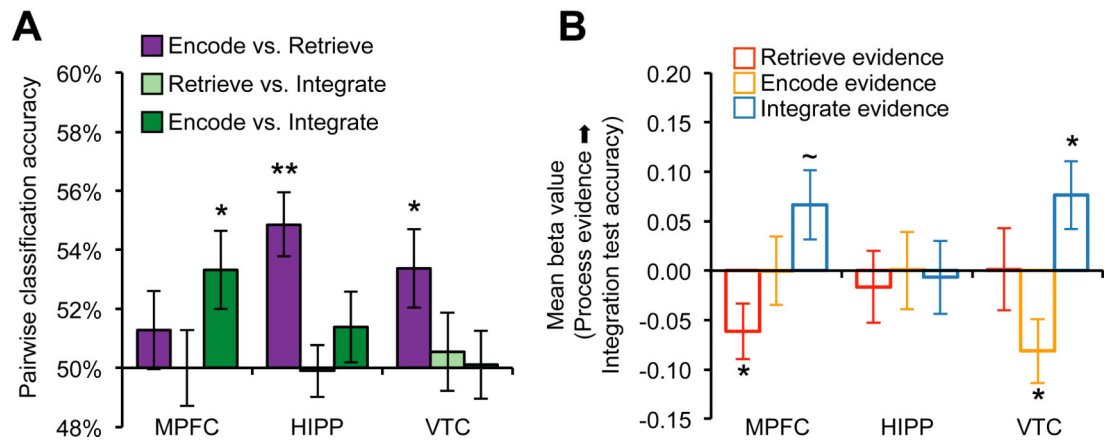 A
Encode vs. Retrieve
Retrieve vs. Integrate
Encode vs. Integrate
Pairwise classification accuracy
60%
58%
56%
54%
52%
50%
48%
*
**
*
MPFC
HIPP
VTC
B
Retrieve evidence
Encode evidence
Integrate evidence
Mean beta value
(Process evidence ➡
Integration test accuracy)
0.20
0.15
0.10
0.05
0.00
-0.05
-0.10
-0.15
~
*
*
*
MPFC
HIPP
VTC